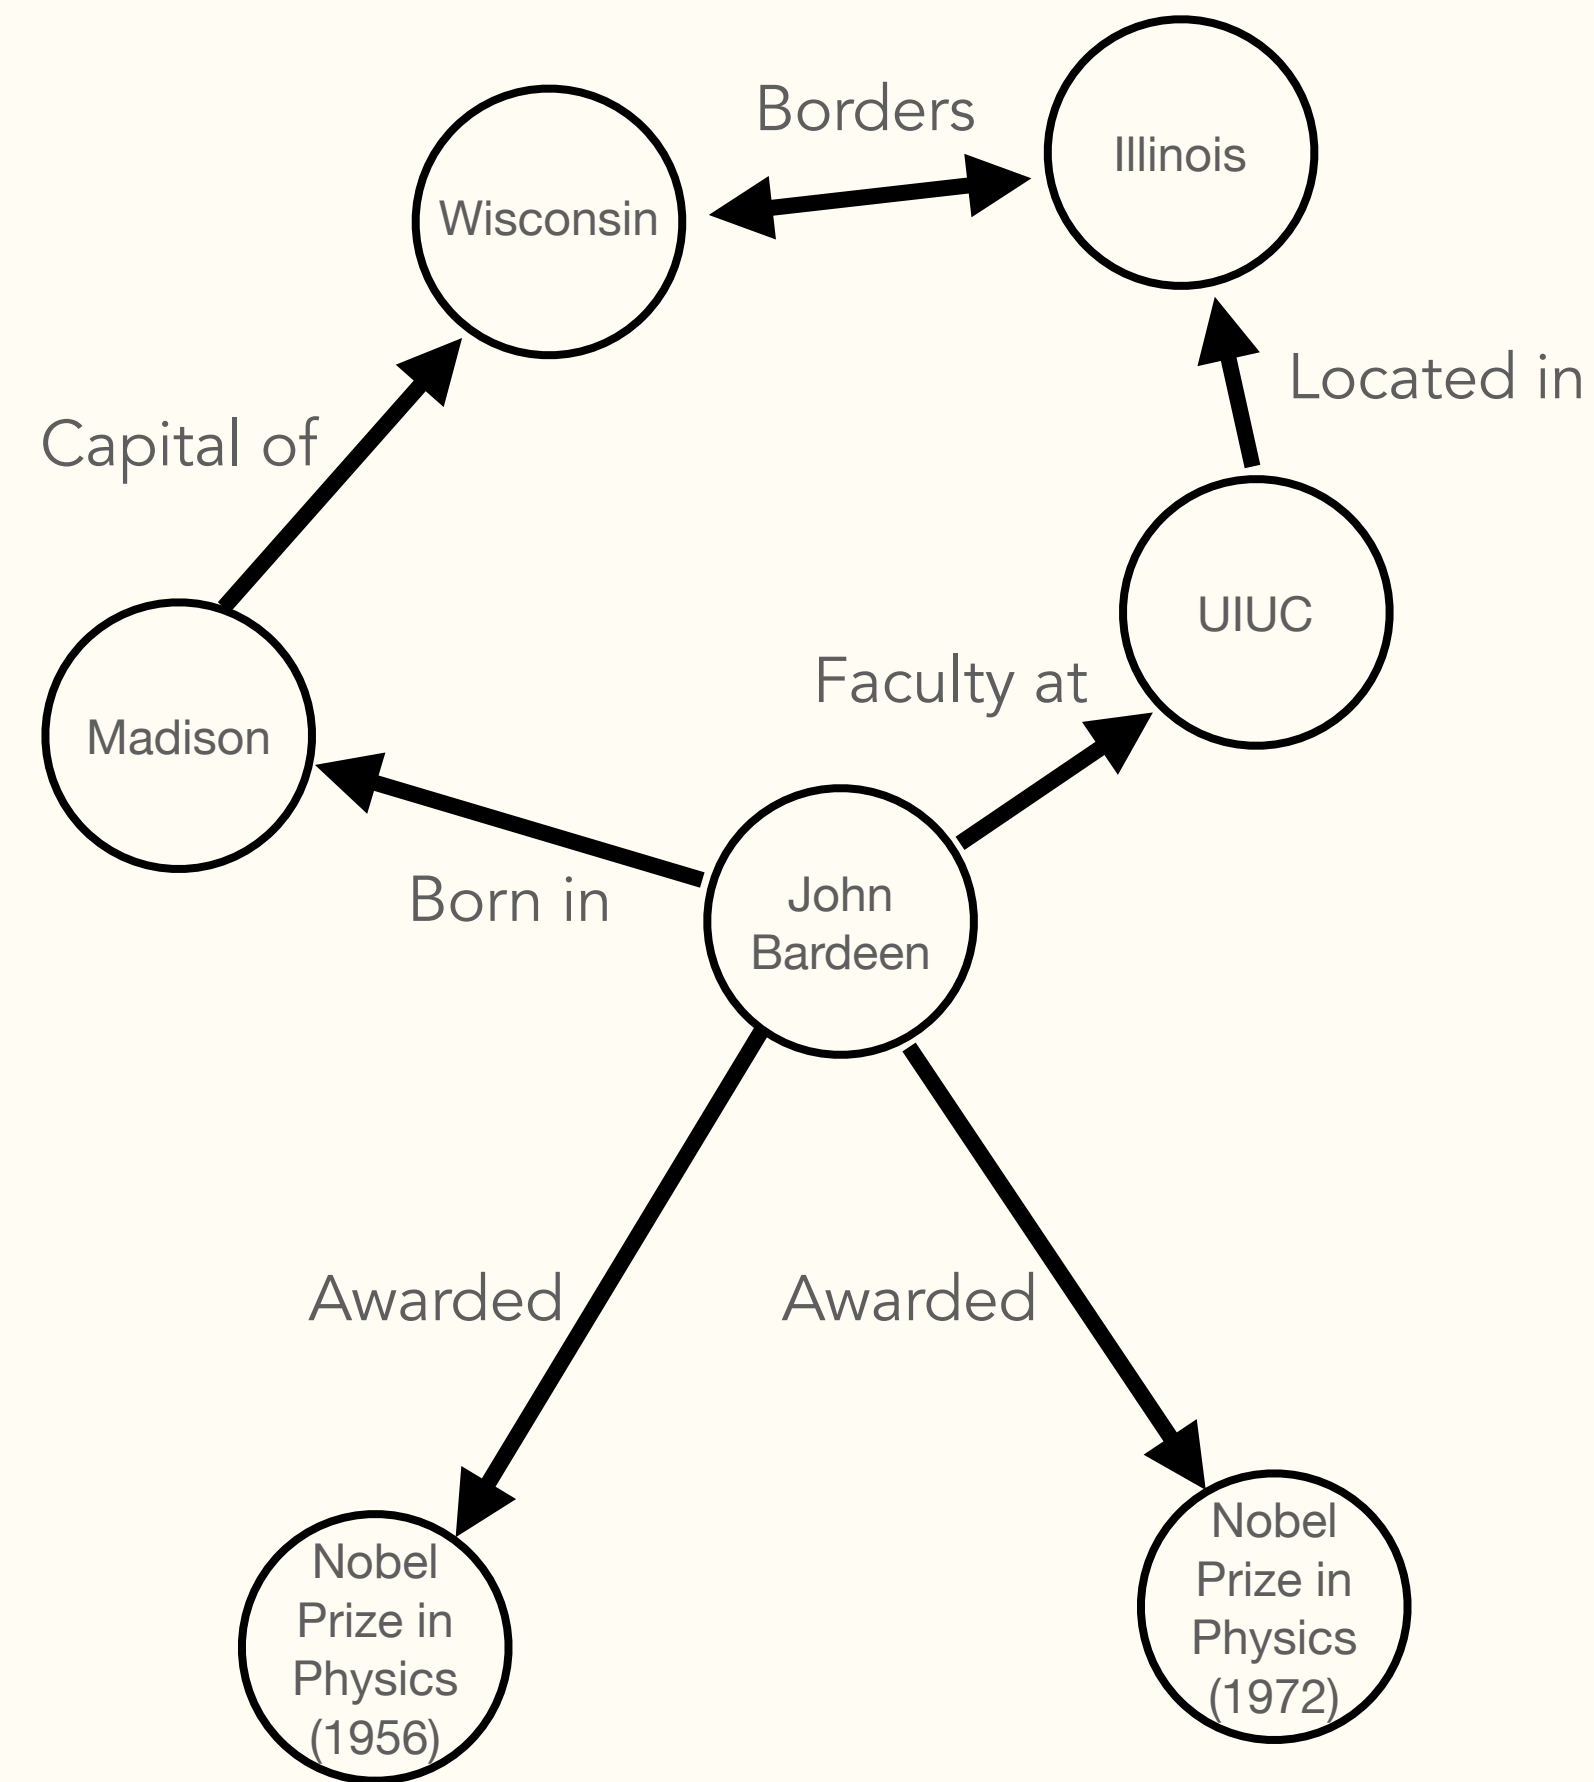 Borders
Illinois
Wisconsin
Located in
Capital of
UIUC
Faculty at
Madison
Born in
John
Bardeen
Awarded
Awarded
Nobel
Prize in
Physics
(1956)
Nobel
Prize in
Physics
(1972)